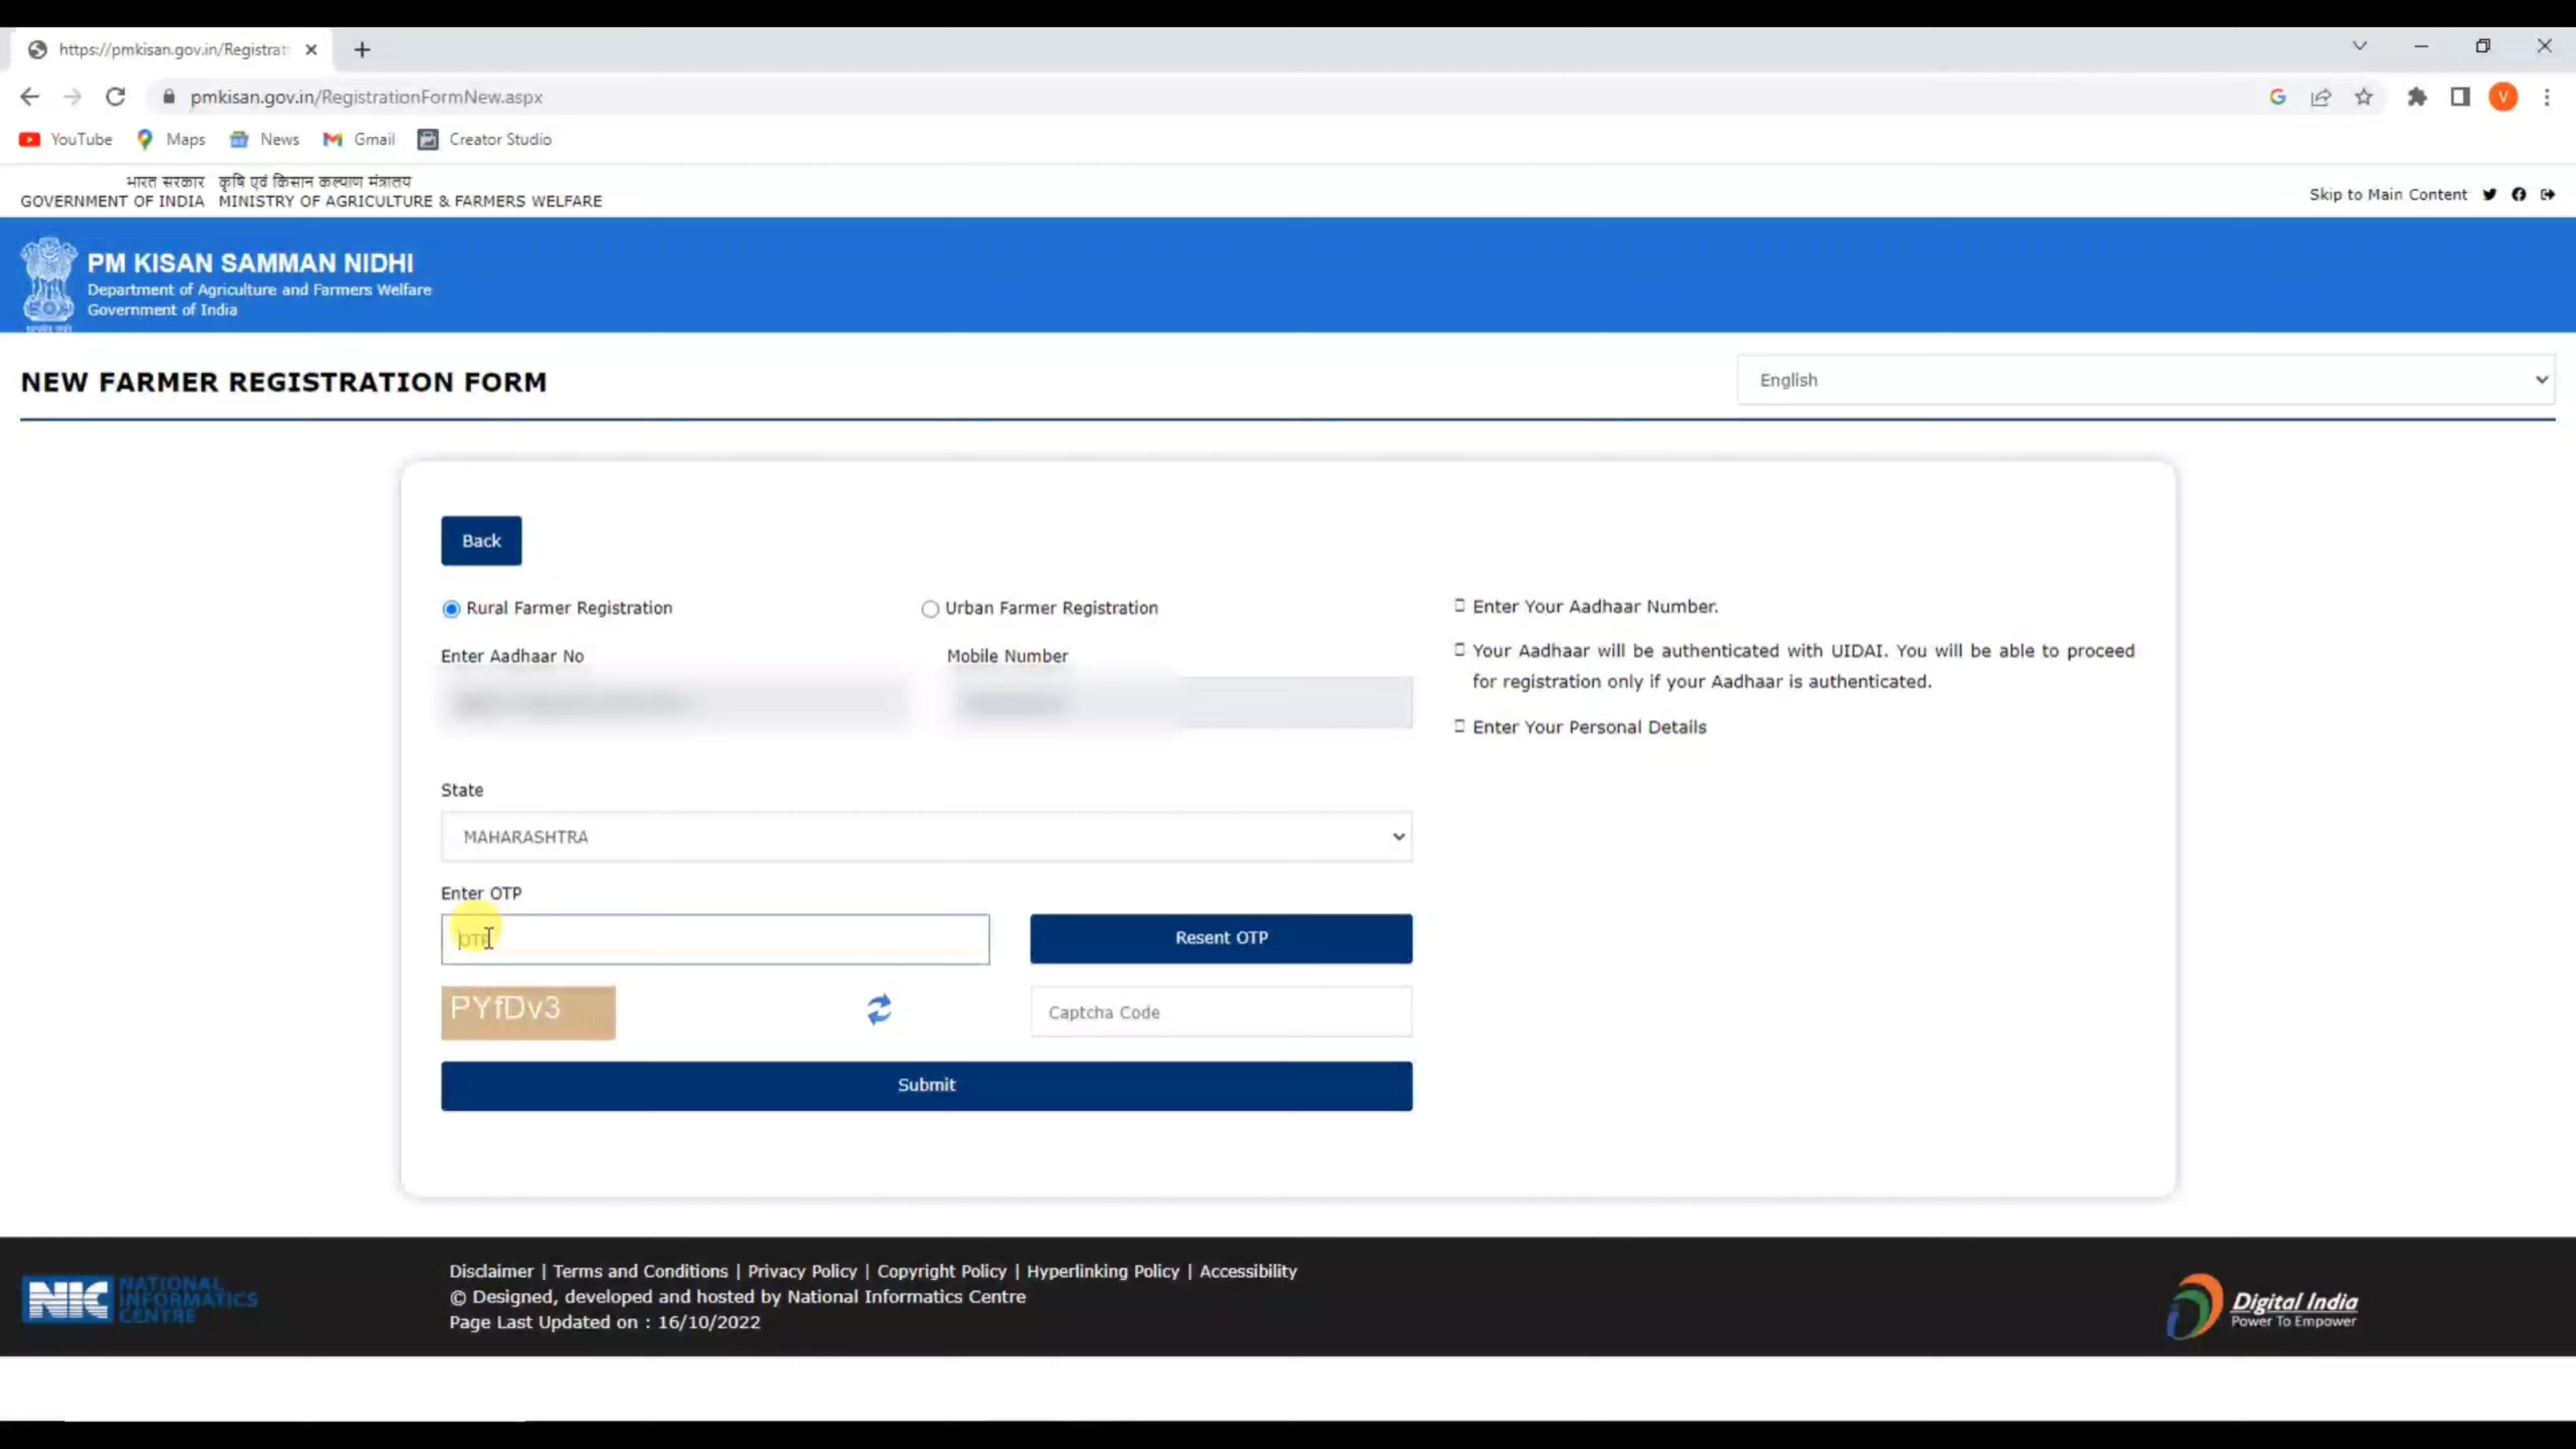 https://pmkisan.gov.in/Registrat
pmkisan.gov.in/RegistrationFormNew.aspx
V
YouTube Maps News Gmail Creator Studio
भारत सरकार कृषि एवं किसान कल्याण मंत्रालय
GOVERNMENT OF INDIA MINISTRY OF AGRICULTURE & FARMERS WELFARE
Skip to Main Content
PM KISAN SAMMAN NIDHI
Department of Agriculture and Farmers Welfare
Government of India
NEW FARMER REGISTRATION FORM
English
Back
Rural Farmer Registration Urban Farmer Registration
Enter Aadhaar No Mobile Number
Enter Your Aadhaar Number.
Your Aadhaar will be authenticated with UIDAI. You will be able to proceed
for registration only if your Aadhaar is authenticated.
Enter Your Personal Details
State
MAHARASHTRA
Enter OTP
OTP
Resent OTP
PYfDv3
Captcha Code
Submit
NIC NATIONAL
INFORMATICS
CENTRE
Disclaimer | Terms and Conditions | Privacy Policy | Copyright Policy | Hyperlinking Policy | Accessibility
© Designed, developed and hosted by National Informatics Centre
Page Last Updated on : 16/10/2022
Digital India
Power To Empower